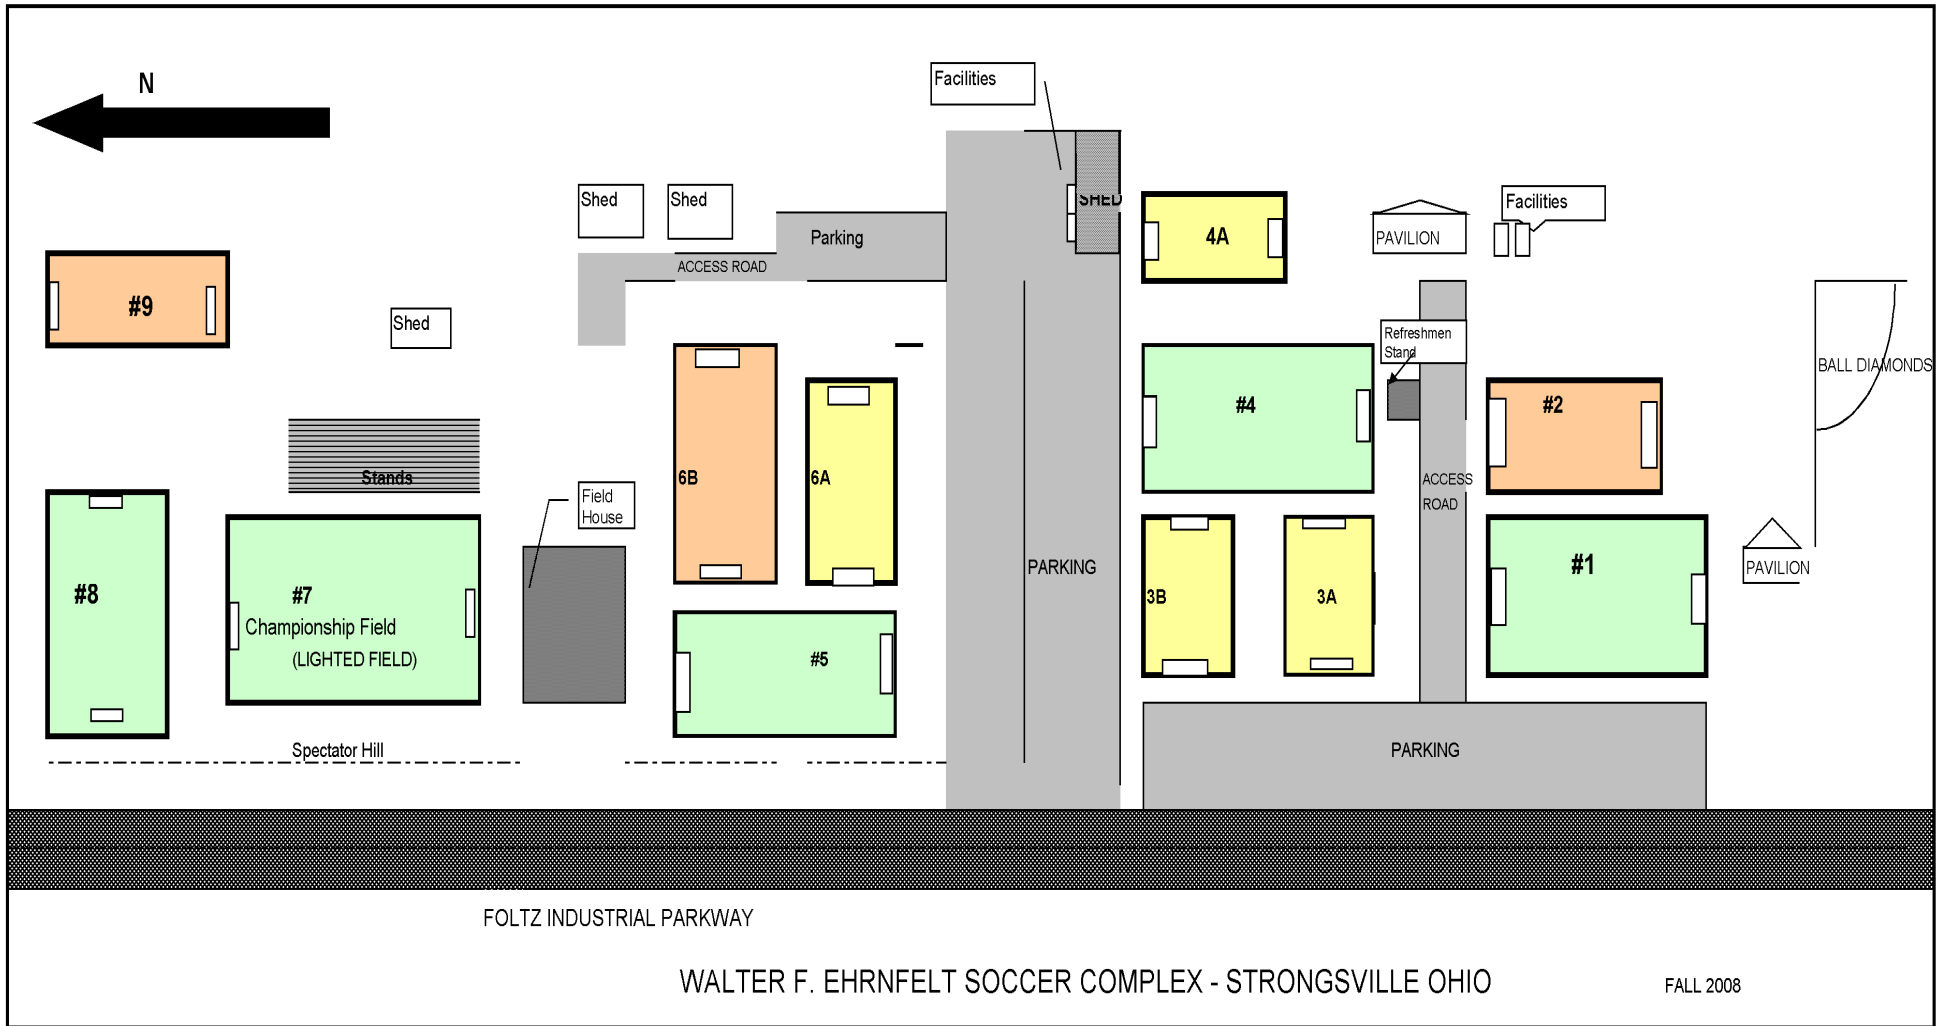 N
Facilities
Shed
Shed
SHED
Parking
4A
PAVILION
Facilities
ACCESS ROAD
#9
Shed
Refreshmen
Stand
BALL DIAMONDS
#4
#2
Stands
6B
6A
ACCESS
ROAD
Field
House
PARKING
#1
PAVILION
#8
#7
Championship Field
(LIGHTED FIELD)
3B
3A
#5
Spectator Hill
PARKING
FOLTZ INDUSTRIAL PARKWAY
WALTER F. EHRNFELT SOCCER COMPLEX - STRONGSVILLE OHIO
FALL 2008